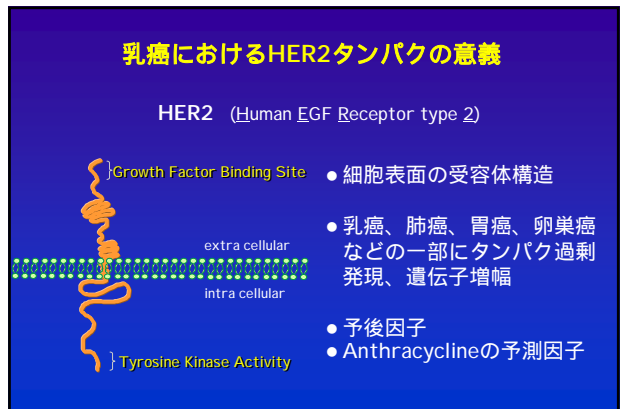 乳癌におけるHER2タンパクの意義
HER2 (Human EGF Receptor type 2)
}Growth Factor Binding Site
extra cellular
intra cellular
} Tyrosine Kinase Activity
● 細胞表面の受容体構造
● 乳癌、肺癌、胃癌、卵巣癌
などの一部にタンパク過剰
発現、遺伝子増幅
● 予後因子
● Anthracyclineの予測因子